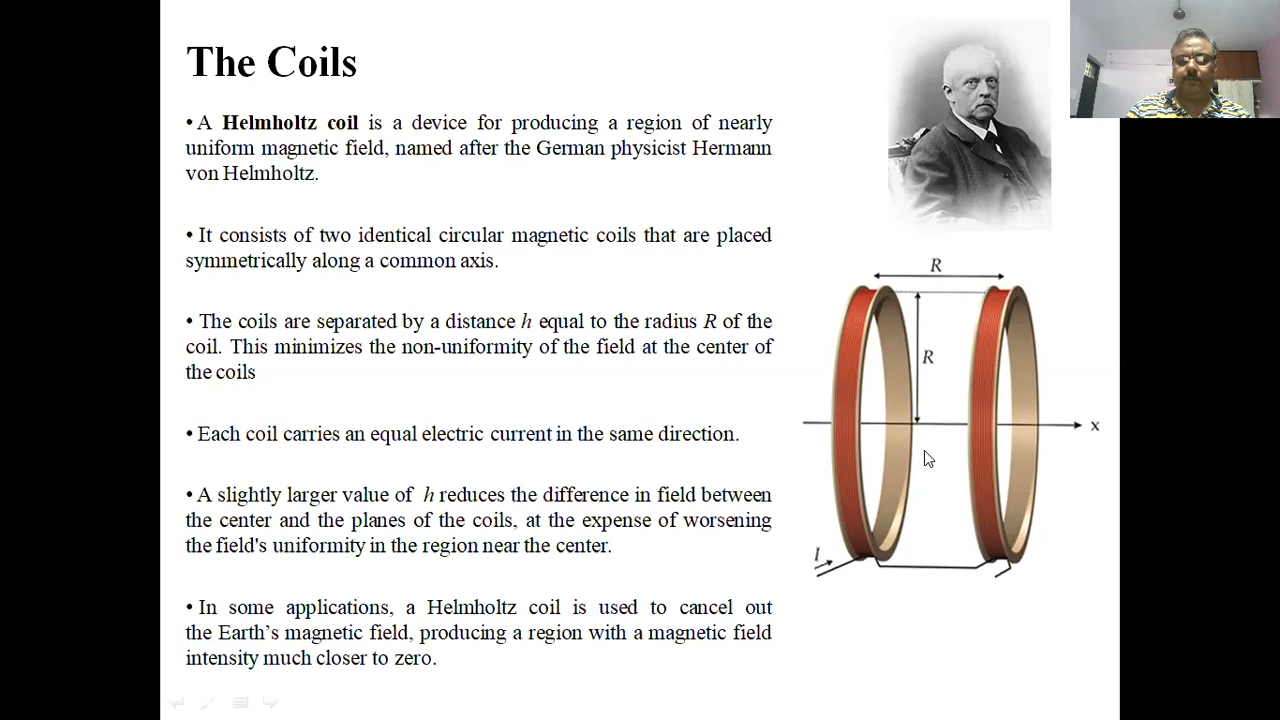 The Coils
• A Helmholtz coil is a device for producing a region of nearly
uniform magnetic field, named after the German physicist Hermann
von Helmholtz.
• It consists of two identical circular magnetic coils that are placed
symmetrically along a common axis.
• The coils are separated by a distance h equal to the radius R of the
coil. This minimizes the non-uniformity of the field at the center of
the coils
• Each coil carries an equal electric current in the same direction.
• A slightly larger value of h reduces the difference in field between
the center and the planes of the coils, at the expense of worsening
the field's uniformity in the region near the center.
• In some applications, a Helmholtz coil is used to cancel out
the Earth’s magnetic field, producing a region with a magnetic field
intensity much closer to zero.
R
R
x
I